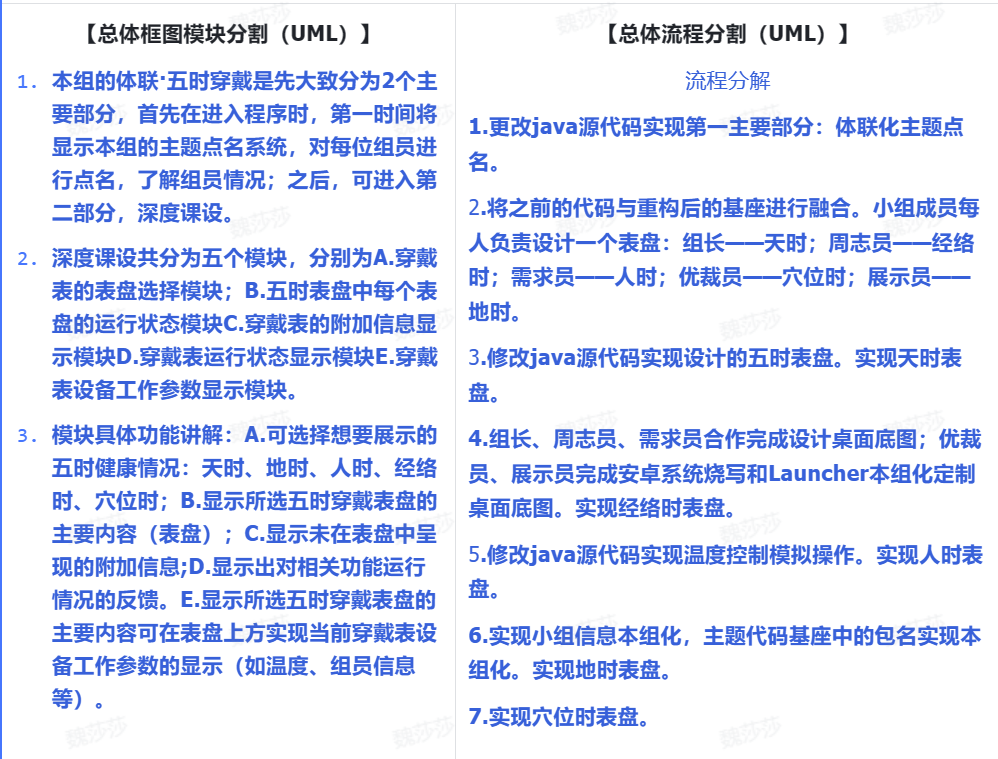 【总体框图模块分割（UML）】
1. 本组的体联·五时穿戴是先大致分为2个主
要部分，首先在进入程序时，第一时间将
显示本组的主题点名系统，对每位组员进
行点名，了解组员情况；之后，可进入第
二部分，深度课设。
2. 深度课设共分为五个模块，分别为A.穿戴
表的表盘选择模块；B.五时表盘中每个表
盘的运行状态模块C.穿戴表的附加信息显
示模块D.穿戴表运行状态显示模块E.穿戴
表设备工作参数显示模块。
3. 模块具体功能讲解：A.可选择想要展示的
五时健康情况：天时、地时、人时、经络
时、穴位时；B.显示所选五时穿戴表盘的
主要内容（表盘）；C.显示未在表盘中呈
现的附加信息;D.显示出对相关功能运行
情况的反馈。E.显示所选五时穿戴表盘的
主要内容可在表盘上方实现当前穿戴表设
备工作参数的显示（如温度、组员信息
等）。
【总体流程分割（UML）】
流程分解
1.更改java源代码实现第一主要部分：体联化主题点
名。
2.将之前的代码与重构后的基座进行融合。小组成员每
人负责设计一个表盘：组长——天时；周志员——经络
时；需求员——人时；优裁员——穴位时；展示员——
地时。
3.修改java源代码实现设计的五时表盘。实现天时表
盘。
4.组长、周志员、需求员合作完成设计桌面底图；优裁
员、展示员完成安卓系统烧写和Launcher本组化定制
桌面底图。实现经络时表盘。
5.修改java源代码实现温度控制模拟操作。实现人时表
盘。
6.实现小组信息本组化，主题代码基座中的包名实现本
组化。实现地时表盘。
7.实现穴位时表盘。
魏莎莎